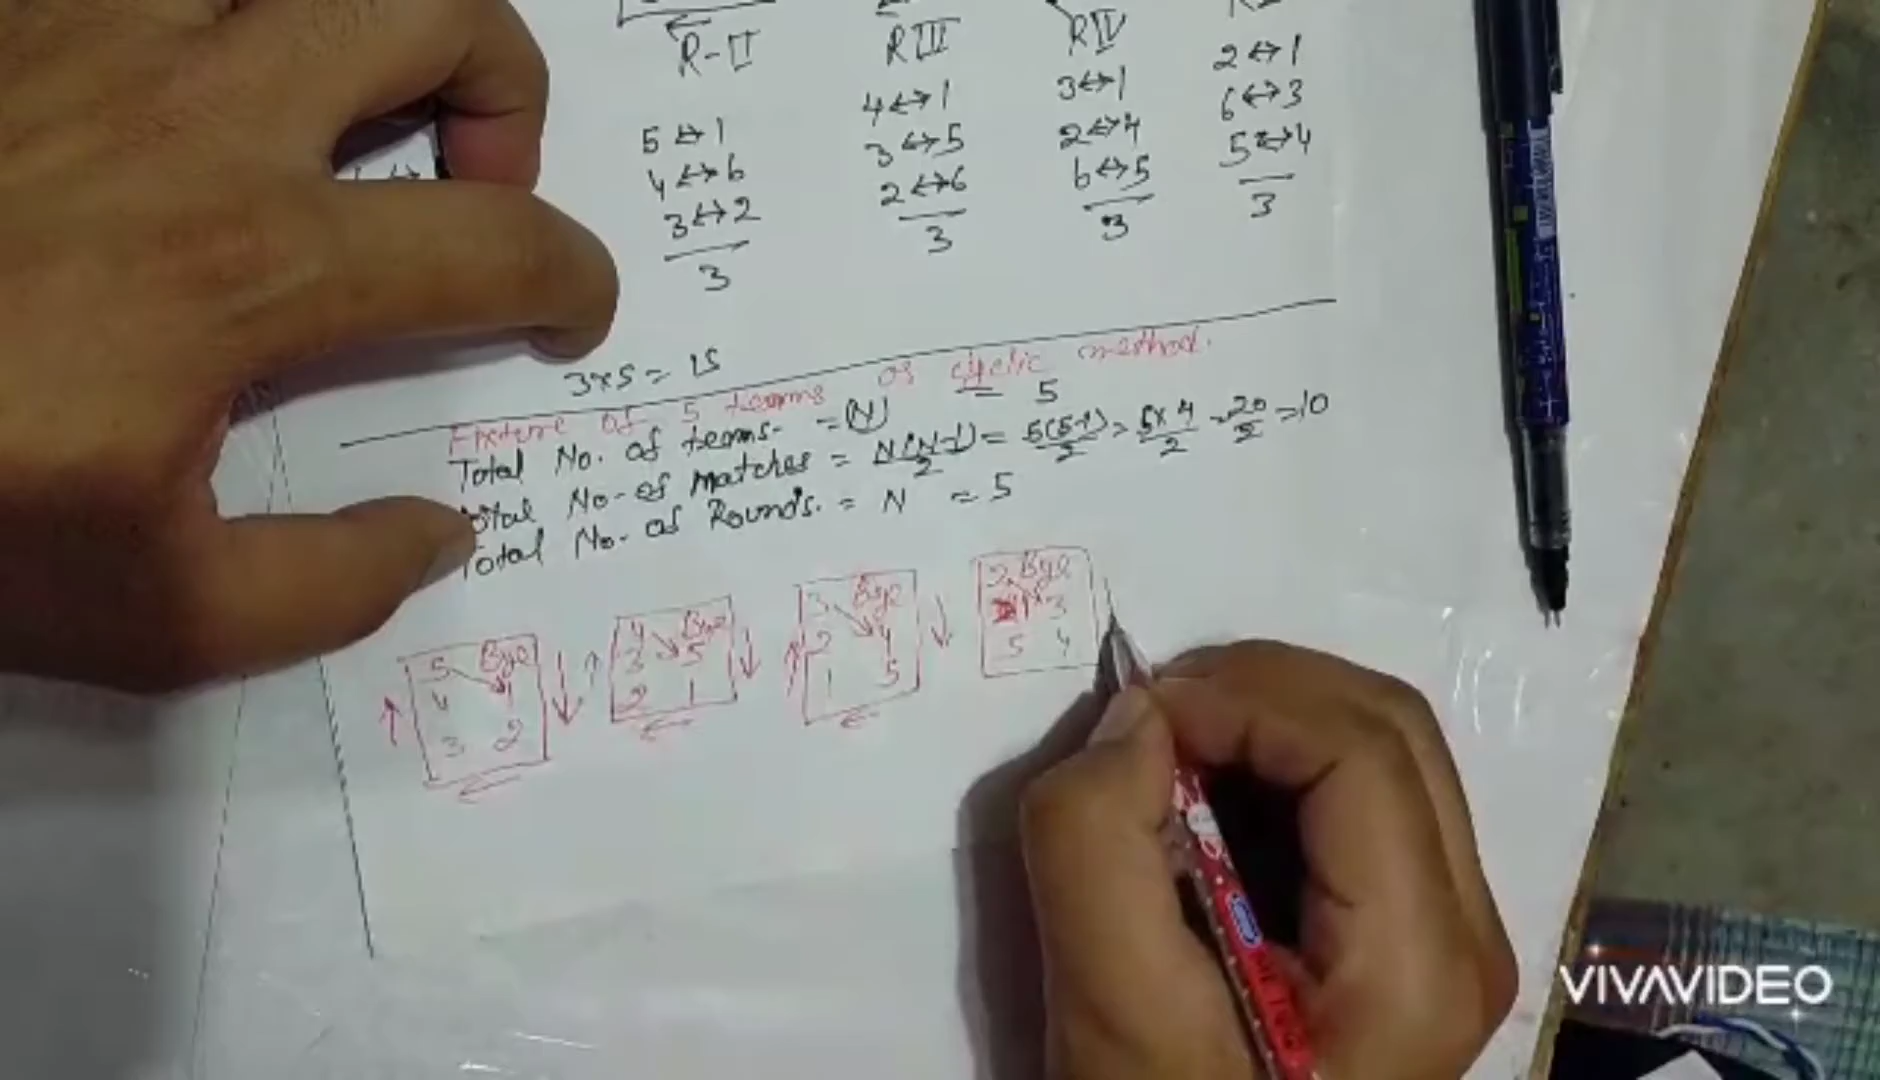 R-II RIII RIV
5↔1 4↔1 3↔1 2↔1
4↔6 3↔5 2↔4 6↔3
3↔2 2↔6 6↔5 5↔4
3 3 3 3
3×5 = 15
Fixture of 5 teams of cyclic method.
Total No. of teams. = (N) 5
Total No-of Matches = N(N-1)/2 = 5(5-1)/2 = 5×4/2 = 20/2 = 10
Total No. of Rounds. = N = 5
5 Bye 4 Bye 3 Bye 2 Bye
4 1 3 5 2 4 1 3
3 2 2 1 1 5 5 4
VIVAVIDEO